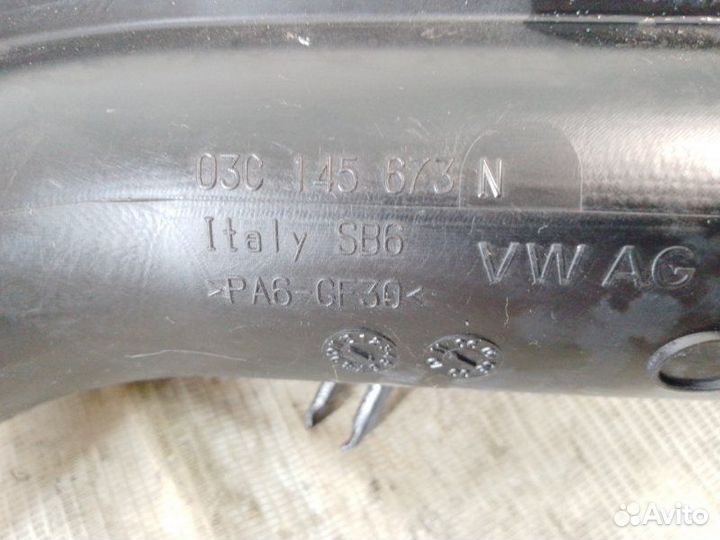 03C 145 673 N
Italy SB6
VW AG
>PA6-GF30<
Avito